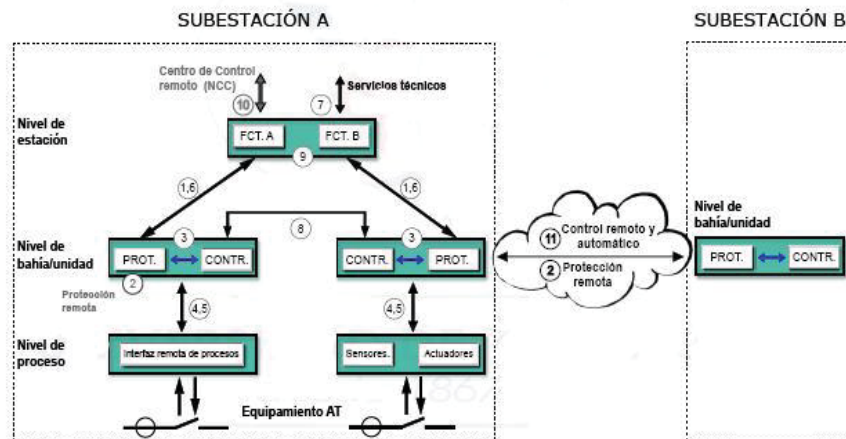 SUBESTACIÓN A
SUBESTACIÓN B
Centro de Control
remoto (NCC)
Servicios técnicos
10
7
Nivel de
estación
FCT. A
FCT. B
9
1,6
1,6
8
Nivel de
bahía/unidad
3
PROT.
CONTR.
2
Protección
remota
3
CONTR.
PROT.
11 Control remoto y
automático
2 Protección
remota
Nivel de
bahía/unidad
PROT.
CONTR.
4,5
4,5
Nivel de
proceso
Interfaz remota de procesos
Sensores.
Actuadores
Equipamiento AT